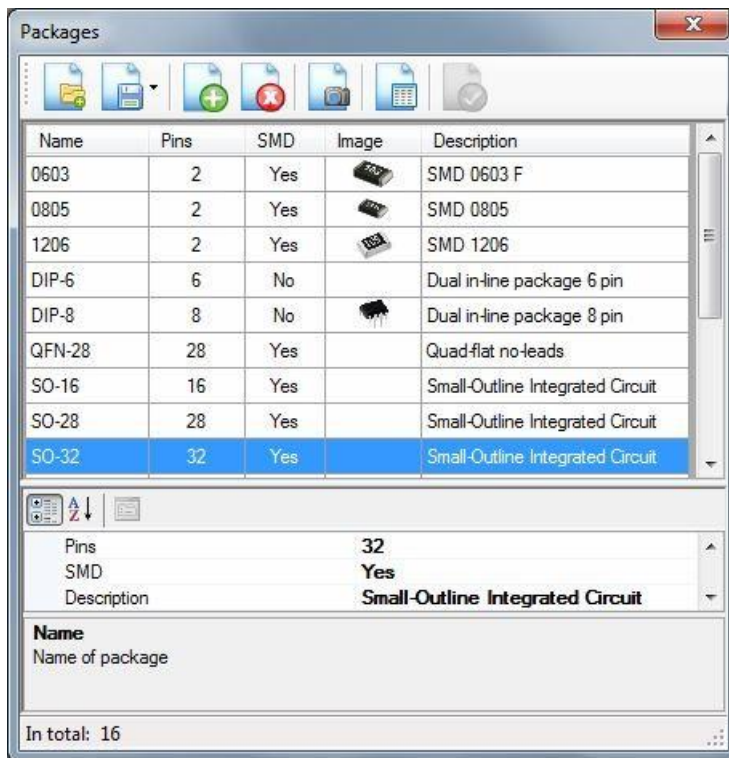 Packages
Name Pins SMD Image Description
0603 2 Yes SMD 0603 F
0805 2 Yes SMD 0805
1206 2 Yes SMD 1206
DIP-6 6 No Dual in-line package 6 pin
DIP-8 8 No Dual in-line package 8 pin
QFN-28 28 Yes Quad-flat no-leads
SO-16 16 Yes Small-Outline Integrated Circuit
SO-28 28 Yes Small-Outline Integrated Circuit
SO-32 32 Yes Small-Outline Integrated Circuit
Pins 32
SMD Yes
Description Small-Outline Integrated Circuit
Name
Name of package
In total: 16